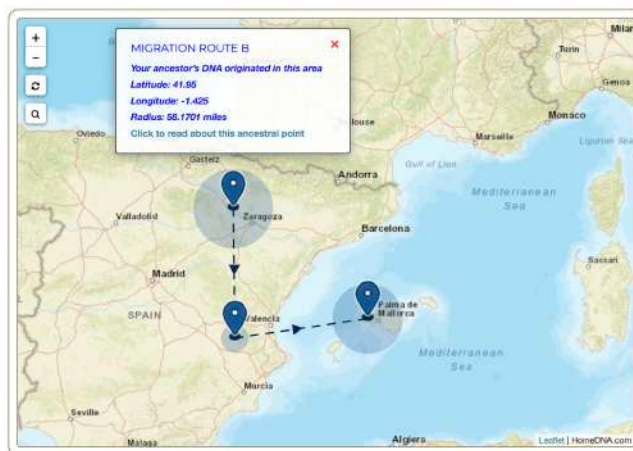 +
−
MIGRATION ROUTE B
×
Your ancestor's DNA originated in this area
Latitude: 41.95
Longitude: -1.425
Radius: 58.1701 miles
Click to read about this ancestral point
Milan
Turin
Genoa
Monaco
Ligurian Sea
Toulouse
Marseille
Oviedo
Gasteiz
Andorra
Gulf of Lion
Mediterranean
Sea
Valladolid
Zaragoza
Barcelona
Sassari
Madrid
Palma de
Mallorca
SPAIN
Valencia
Mediterranean
Sea
Murcia
Seville
Malaga
Algiers
Leaflet | HomeDNA.com